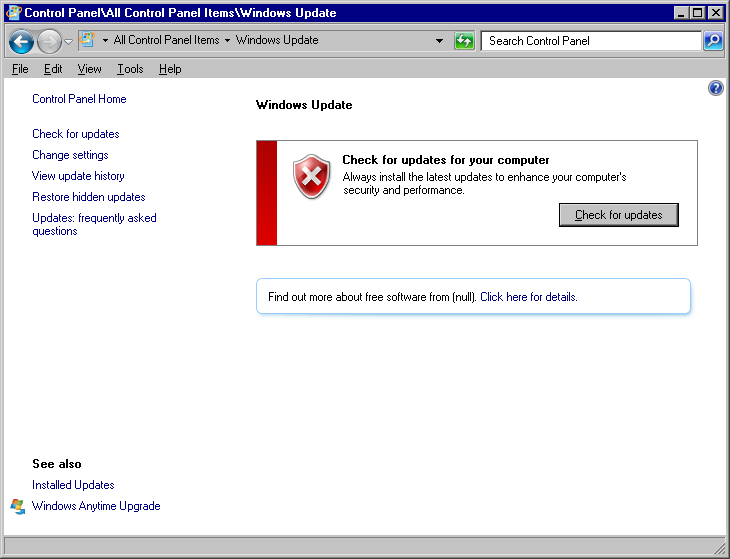 Control Panel\All Control Panel Items\Windows Update
All Control Panel Items Windows Update
Search Control Panel
File Edit View Tools Help
Control Panel Home
Check for updates
Change settings
View update history
Restore hidden updates
Updates: frequently asked
questions
Windows Update
Check for updates for your computer
Always install the latest updates to enhance your computer's
security and performance.
Check for updates
Find out more about free software from (null). Click here for details.
See also
Installed Updates
Windows Anytime Upgrade